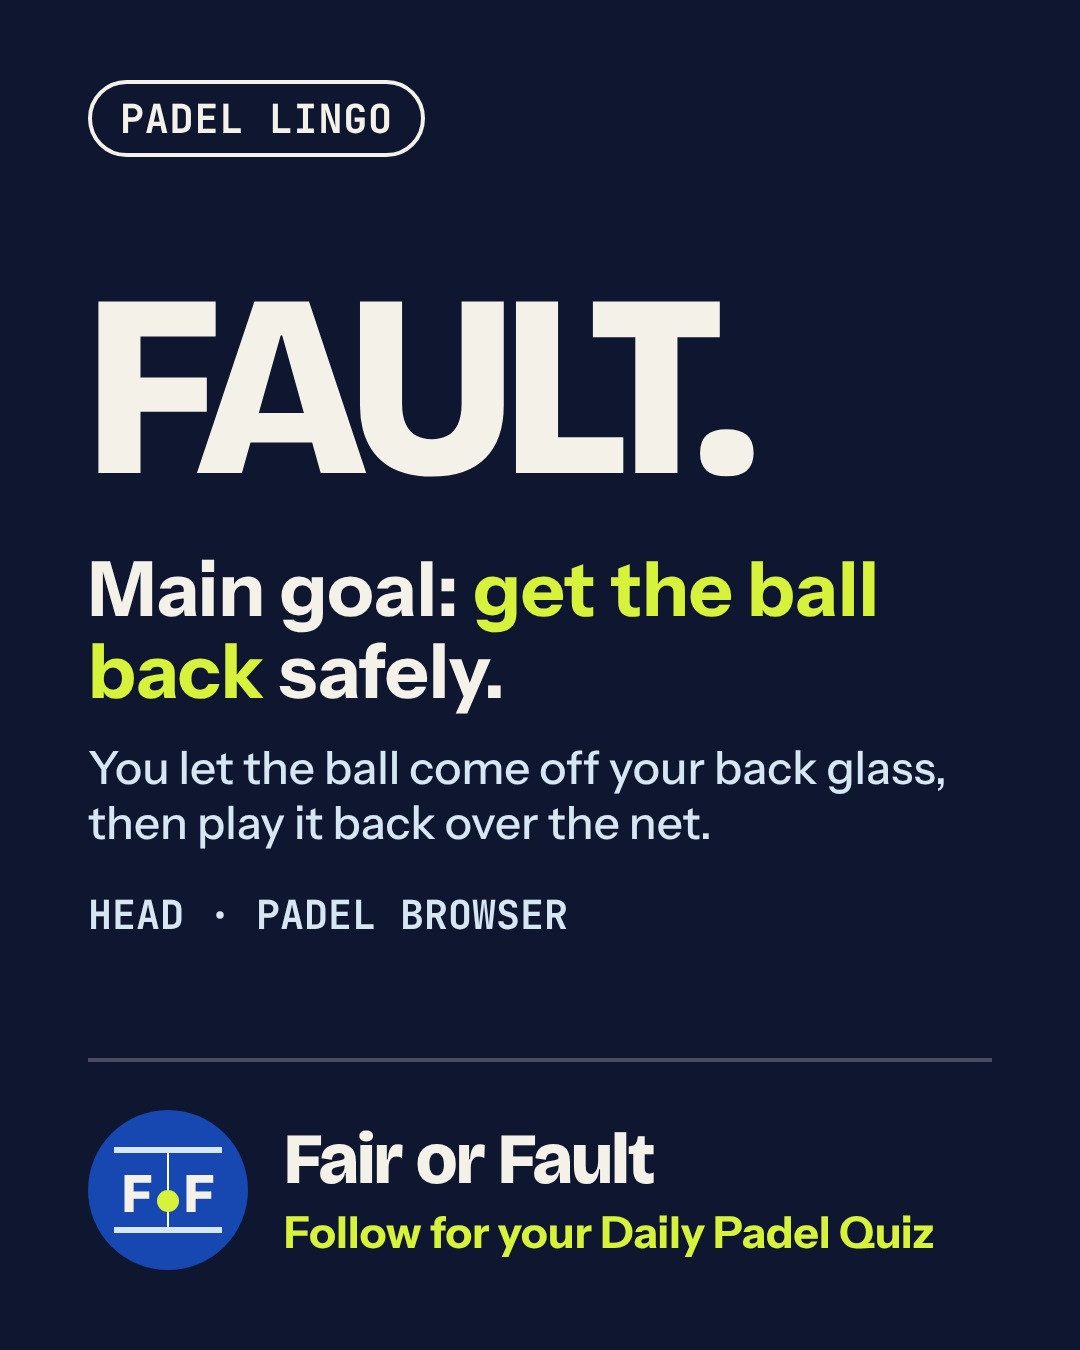 PADEL LINGO
FAULT.
Main goal: get the ball
back safely.
You let the ball come off your back glass,
then play it back over the net.
HEAD · PADEL BROWSER
F F
Fair or Fault
Follow for your Daily Padel Quiz